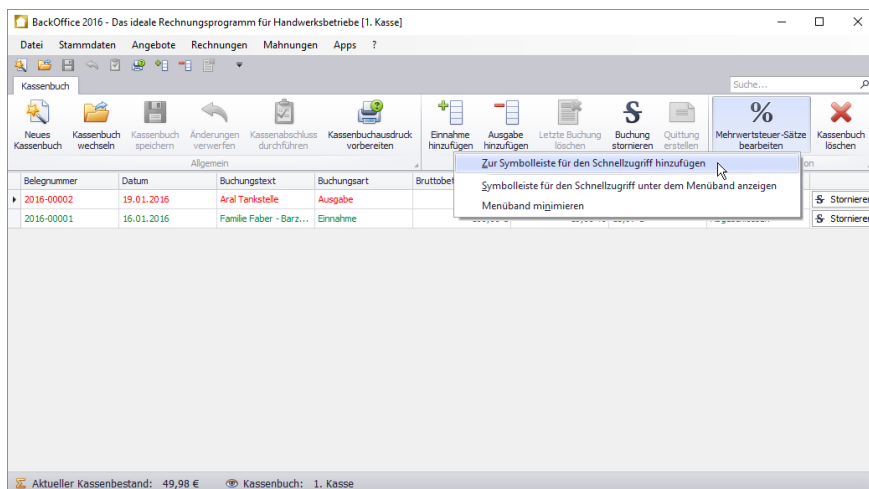 BackOffice 2016 - Das ideale Rechnungsprogramm für Handwerksbetriebe [1. Kasse]
Datei Stammdaten Angebote Rechnungen Mahnungen Apps ?
Kassenbuch Suche...
Neues Kassenbuch Kassenbuch Änderungen Kassenabschluss Kassenbuchausdruck Einnahme Ausgabe Letzte Buchung Buchung Quittung Mehrwertsteuer-Sätze Kassenbuch
Kassenbuch wechseln speichern verwerfen durchführen vorbereiten hinzufügen hinzufügen löschen stornieren erstellen bearbeiten löschen
Allgemein on
Zur Symbolleiste für den Schnellzugriff hinzufügen
Symbolleiste für den Schnellzugriff unter dem Menüband anzeigen
Menüband minimieren
Belegnummer Datum Buchungstext Buchungsart
2016-00002 19.01.2016 Aral Tankstelle Ausgabe Stornieren
2016-00001 16.01.2016 Familie Faber - Barz... Einnahme Stornieren
Aktueller Kassenbestand: 49,98 € Kassenbuch: 1. Kasse